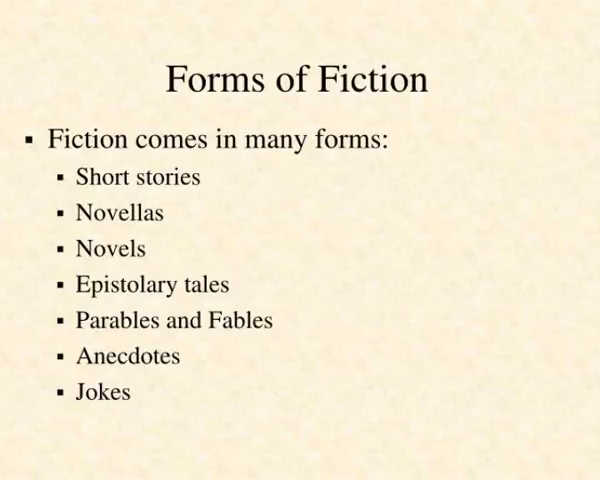 Forms of Fiction
▪ Fiction comes in many forms:
▪ Short stories
▪ Novellas
▪ Novels
▪ Epistolary tales
▪ Parables and Fables
▪ Anecdotes
▪ Jokes